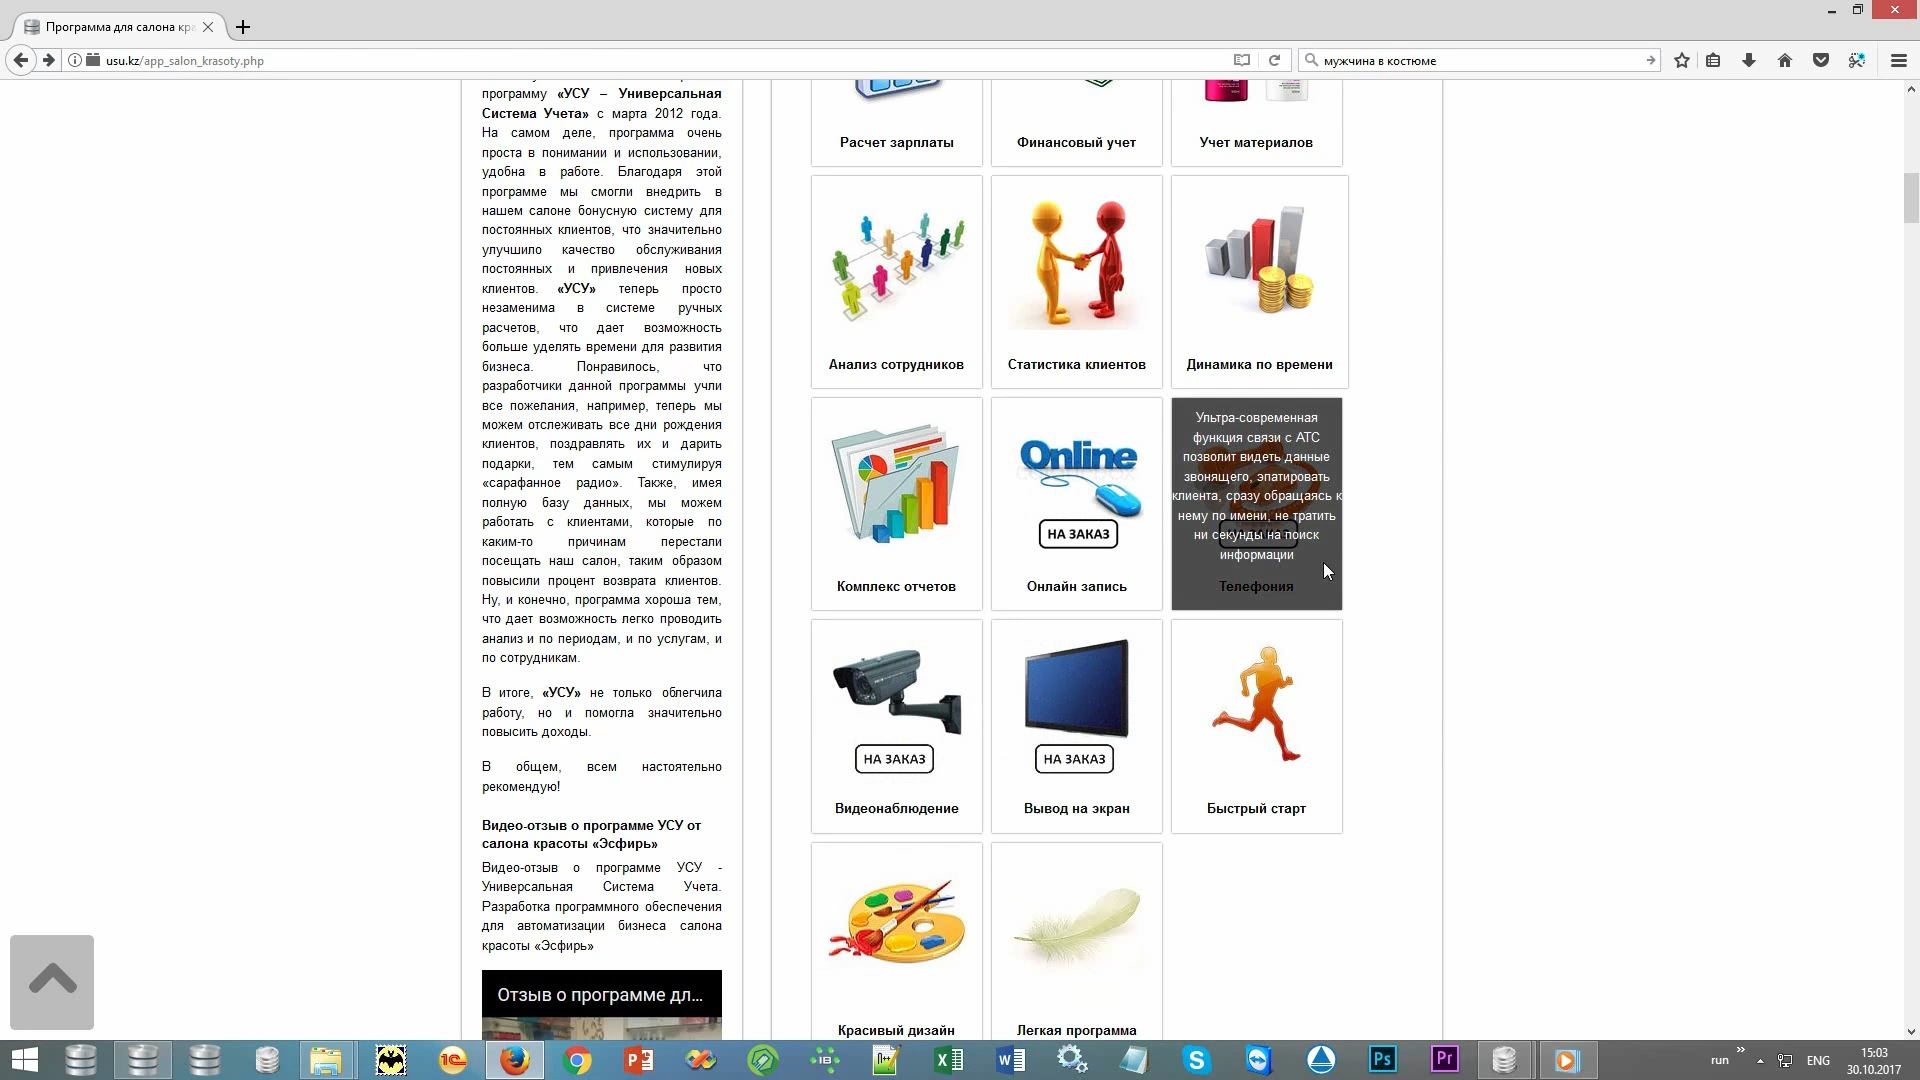 Программа для салона кра
usu.kz/app_salon_krasoty.php
мужчина в костюме
программу «УСУ – Универсальная
Система Учета» с марта 2012 года.
На самом деле, программа очень
проста в понимании и использовании,
удобна в работе. Благодаря этой
программе мы смогли внедрить в
нашем салоне бонусную систему для
постоянных клиентов, что значительно
улучшило качество обслуживания
постоянных и привлечения новых
клиентов. «УСУ» теперь просто
незаменима в системе ручных
расчетов, что дает возможность
больше уделять времени для развития
бизнеса. Понравилось, что
разработчики данной программы учли
все пожелания, например, теперь мы
можем отслеживать все дни рождения
клиентов, поздравлять их и дарить
подарки, тем самым стимулируя
«сарафанное радио». Также, имея
полную базу данных, мы можем
работать с клиентами, которые по
каким-то причинам перестали
посещать наш салон, таким образом
повысили процент возврата клиентов.
Ну, и конечно, программа хороша тем,
что дает возможность легко проводить
анализ и по периодам, и по услугам, и
по сотрудникам.
В итоге, «УСУ» не только облегчила
работу, но и помогла значительно
повысить доходы.
В общем, всем настоятельно
рекомендую!
Видео-отзыв о программе УСУ от
салона красоты «Эсфирь»
Видео-отзыв о программе УСУ -
Универсальная Система Учета.
Разработка программного обеспечения
для автоматизации бизнеса салона
красоты «Эсфирь»
Отзыв о программе дл...
Расчет зарплаты
Финансовый учет
Учет материалов
Анализ сотрудников
Статистика клиентов
Динамика по времени
Комплекс отчетов
Online
НА ЗАКАЗ
Онлайн запись
Ультра-современная
функция связи с АТС
позволит видеть данные
звонящего, эпатировать
клиента, сразу обращаясь к
нему по имени, не тратить
ни секунды на поиск
информации
Телефония
НА ЗАКАЗ
Видеонаблюдение
НА ЗАКАЗ
Вывод на экран
Быстрый старт
Красивый дизайн
Легкая программа
run
ENG
15:03
30.10.2017